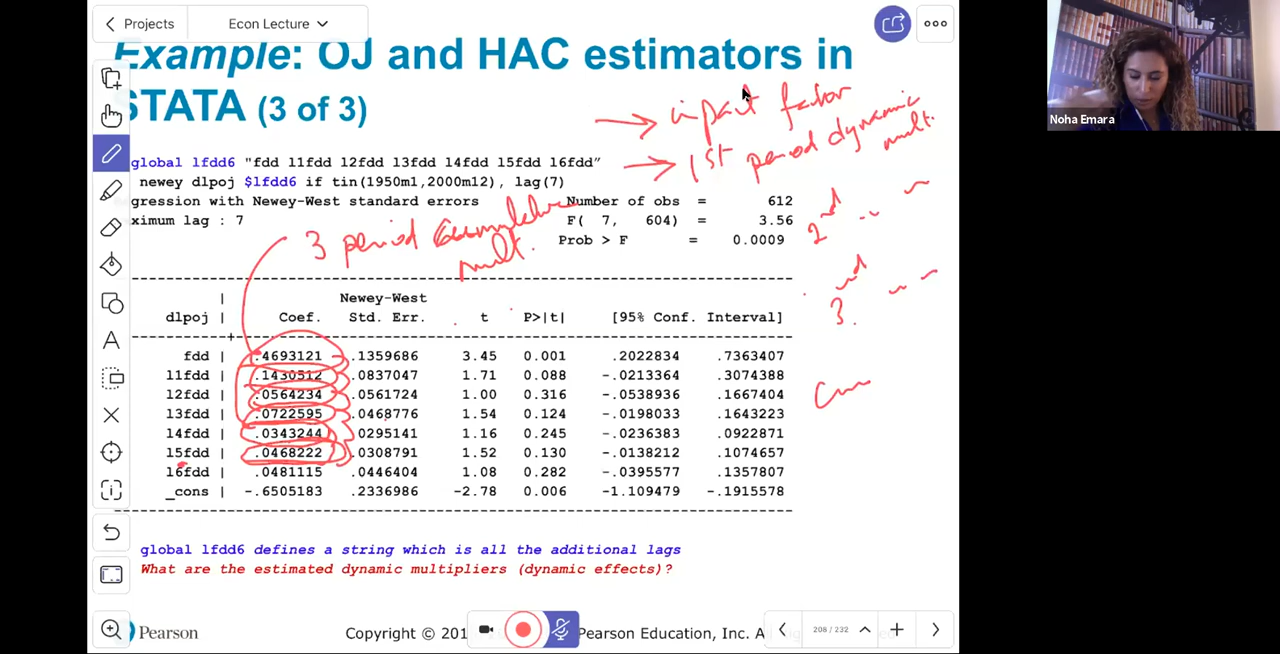 Projects
Econ Lecture
Example: OJ and HAC estimators in
STATA (3 of 3)
→ impact factor
→ 1st period dynamic mult.
2nd
3
3 period cumulative mult.
global lfdd6 "fdd l1fdd l2fdd l3fdd l4fdd l5fdd l6fdd"
newey dlpoj $lfdd6 if tin(1950m1,2000m12), lag(7)
gression with Newey-West standard errors Number of obs = 612
ximum lag : 7 F( 7, 604) = 3.56
Prob > F = 0.0009
| Newey-West
dlpoj | Coef. Std. Err. t P>|t| [95% Conf. Interval]
fdd | .4693121 .1359686 3.45 0.001 .2022834 .7363407
l1fdd | .1430512 .0837047 1.71 0.088 -.0213364 .3074388
l2fdd | .0564234 .0561724 1.00 0.316 -.0538936 .1667404
l3fdd | .0722595 .0468776 1.54 0.124 -.0198033 .1643223
l4fdd | .0343244 .0295141 1.16 0.245 -.0236383 .0922871
l5fdd | .0468222 .0308791 1.52 0.130 -.0138212 .1074657
l6fdd | .0481115 .0446404 1.08 0.282 -.0395577 .1357807
_cons | -.6505183 .2336986 -2.78 0.006 -1.109479 -.1915578
global lfdd6 defines a string which is all the additional lags
What are the estimated dynamic multipliers (dynamic effects)?
Pearson
Copyright © 201 Pearson Education, Inc. A
208 / 232
Noha Emara